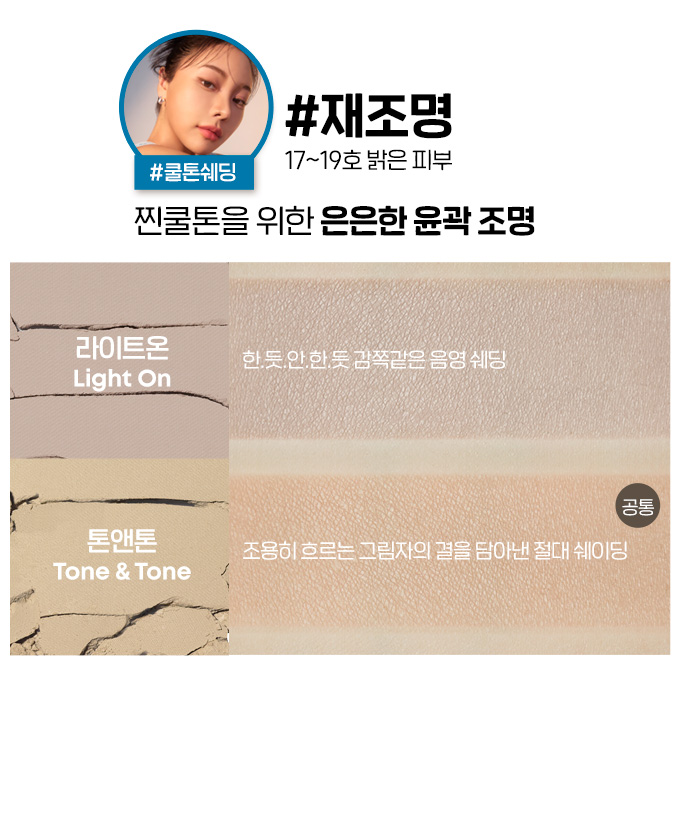 #쿨톤쉐딩
#재조명
17~19호 밝은 피부
찐쿨톤을 위한 은은한 윤곽 조명
라이트온
Light On
한.듯.안.한.듯 감쪽같은 음영 쉐딩
공통
톤앤톤
Tone & Tone
조용히 흐르는 그림자의 결을 담아낸 절대 쉐이딩